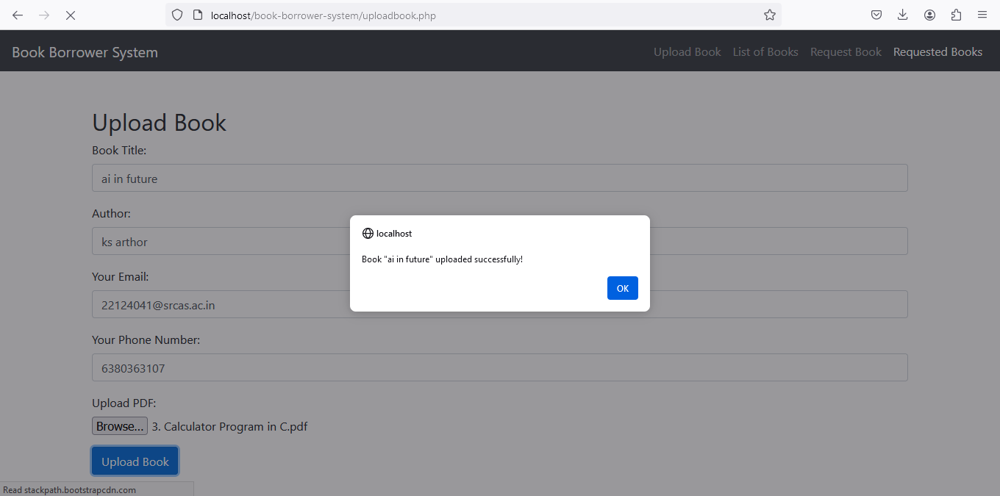 localhost/book-borrower-system/uploadbook.php
Book Borrower System
Upload Book List of Books Request Book Requested Books
Upload Book
Book Title:
ai in future
Author:
ks arthor
localhost
Book "ai in future" uploaded successfully!
OK
Your Email:
22124041@srcas.ac.in
Your Phone Number:
6380363107
Upload PDF:
Browse... 3. Calculator Program in C.pdf
Upload Book
Read stackpath.bootstrapcdn.com